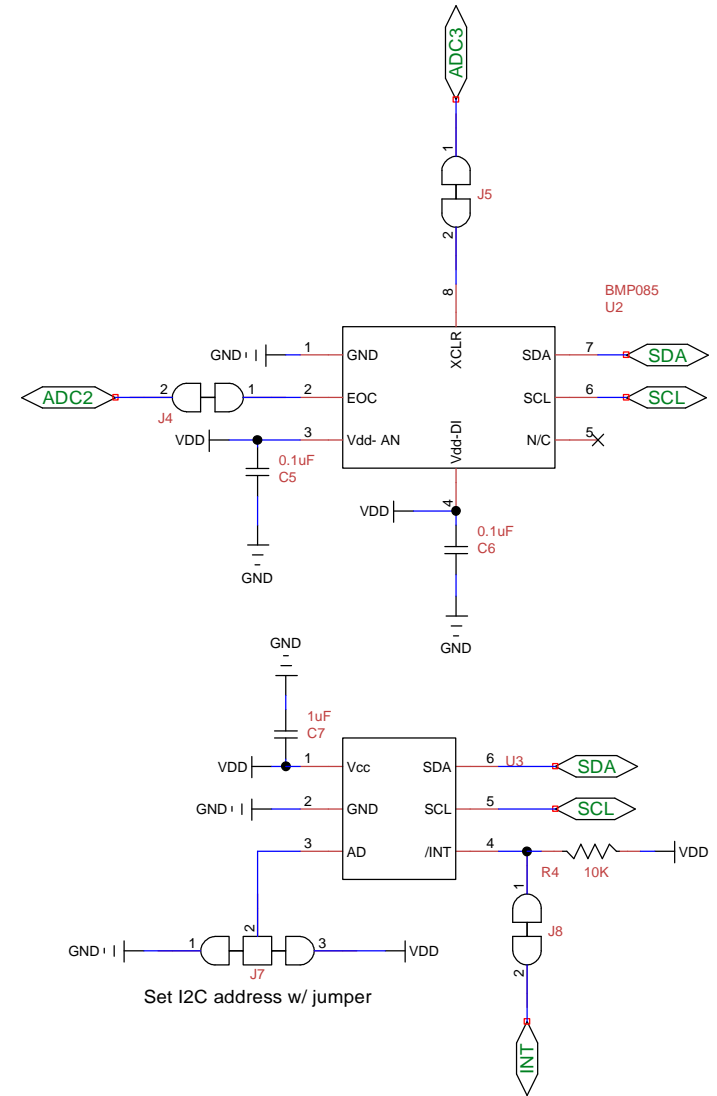 ADC3
1
J5
2
8
BMP085
U2
GND
1
GND
XCLR
SDA
7
SDA
ADC2
2
1
2
EOC
SCL
6
SCL
J4
VDD
3
Vdd- AN
Vdd-DI
N/C
5
0.1uF
C5
4
VDD
0.1uF
C6
GND
GND
GND
1uF
C7
VDD
1
Vcc
SDA
6
U3
SDA
GND
2
GND
SCL
5
SCL
3
AD
/INT
4
R4
10K
VDD
1
J8
2
GND
1
2
3
VDD
J7
Set I2C address w/ jumper
INT